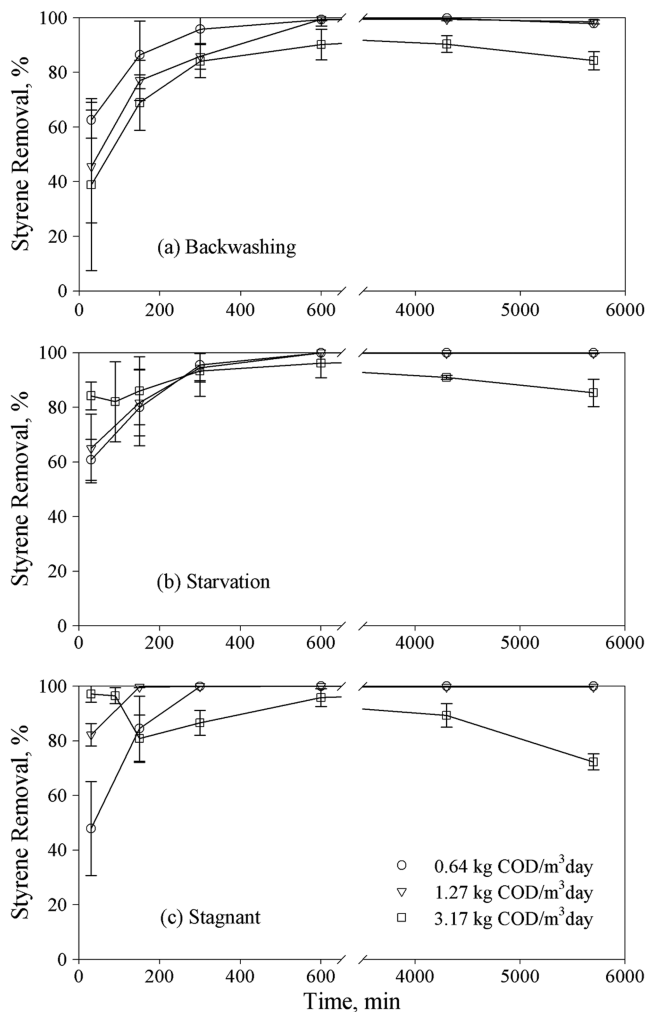 100
80
60
40
20
0
Styrene Removal, %
(a) Backwashing
0 200 400 600 4000 5000 6000
100
80
60
40
20
0
Styrene Removal, %
(b) Starvation
0 200 400 600 4000 5000 6000
100
80
60
40
20
0
Styrene Removal, %
0.64 kg COD/m³day
1.27 kg COD/m³day
3.17 kg COD/m³day
(c) Stagnant
0 200 400 600 4000 5000 6000
Time, min